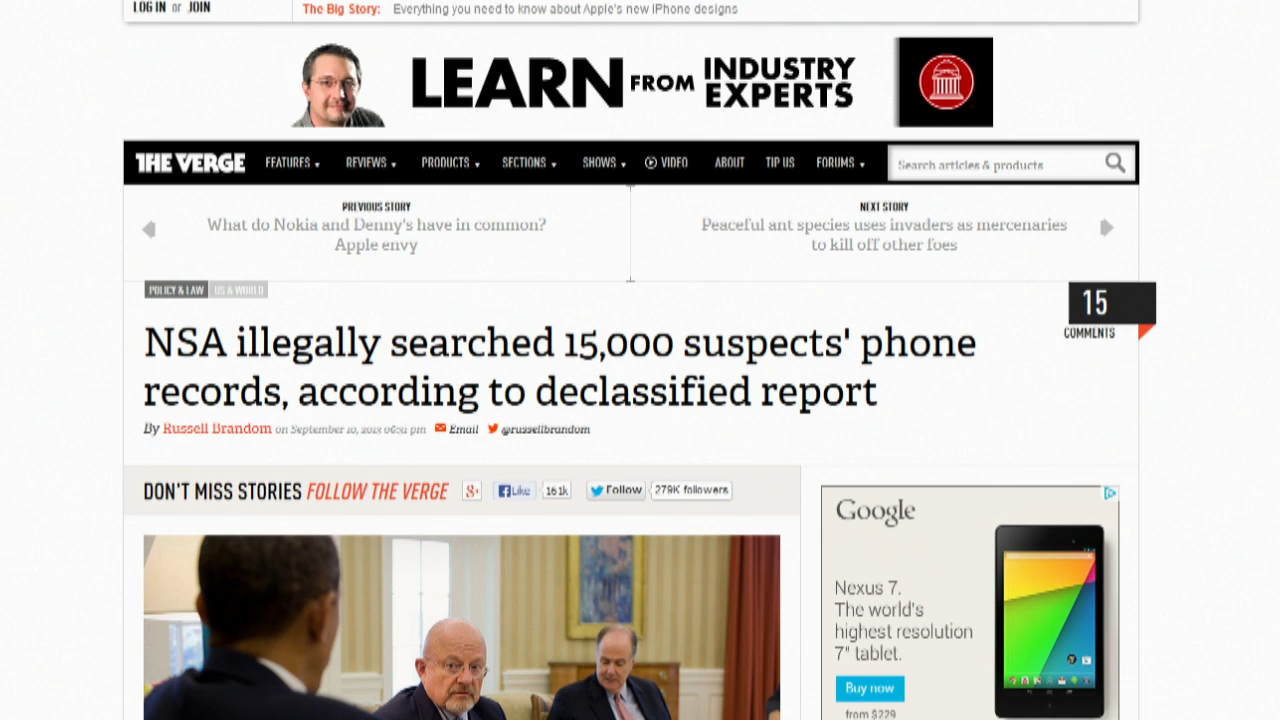 LOG IN or JOIN
The Big Story: Everything you need to know about Apple's new iPhone designs
LEARN FROM INDUSTRY EXPERTS
THE VERGE FEATURES REVIEWS PRODUCTS SECTIONS SHOWS VIDEO ABOUT TIP US FORUMS Search articles & products
PREVIOUS STORY
What do Nokia and Denny's have in common?
Apple envy
NEXT STORY
Peaceful ant species uses invaders as mercenaries
to kill off other foes
POLICY & LAW US & WORLD
15
COMMENTS
NSA illegally searched 15,000 suspects' phone
records, according to declassified report
By Russell Brandom on September 10, 2013 Email @russellbrandom
DON'T MISS STORIES FOLLOW THE VERGE 8+ Like 161k Follow 279K followers
Google
Nexus 7.
The world's
highest resolution
7" tablet.
Buy now
from $229